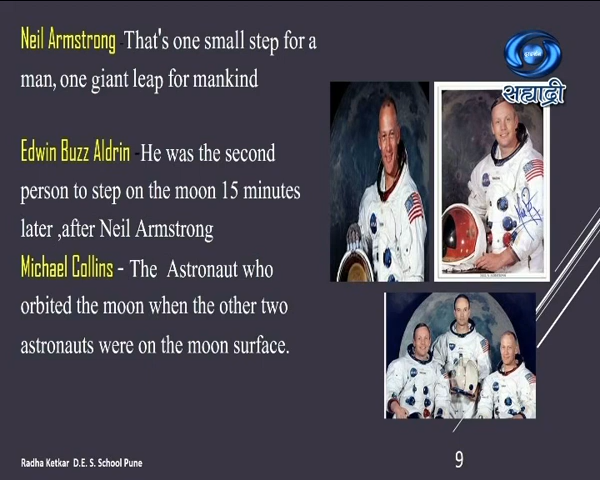 Neil Armstrong -That's one small step for a
man, one giant leap for mankind
Edwin Buzz Aldrin -He was the second
person to step on the moon 15 minutes
later ,after Neil Armstrong
Michael Collins - The Astronaut who
orbited the moon when the other two
astronauts were on the moon surface.
सह्याद्री
Radha Ketkar D.E. S. School Pune
9